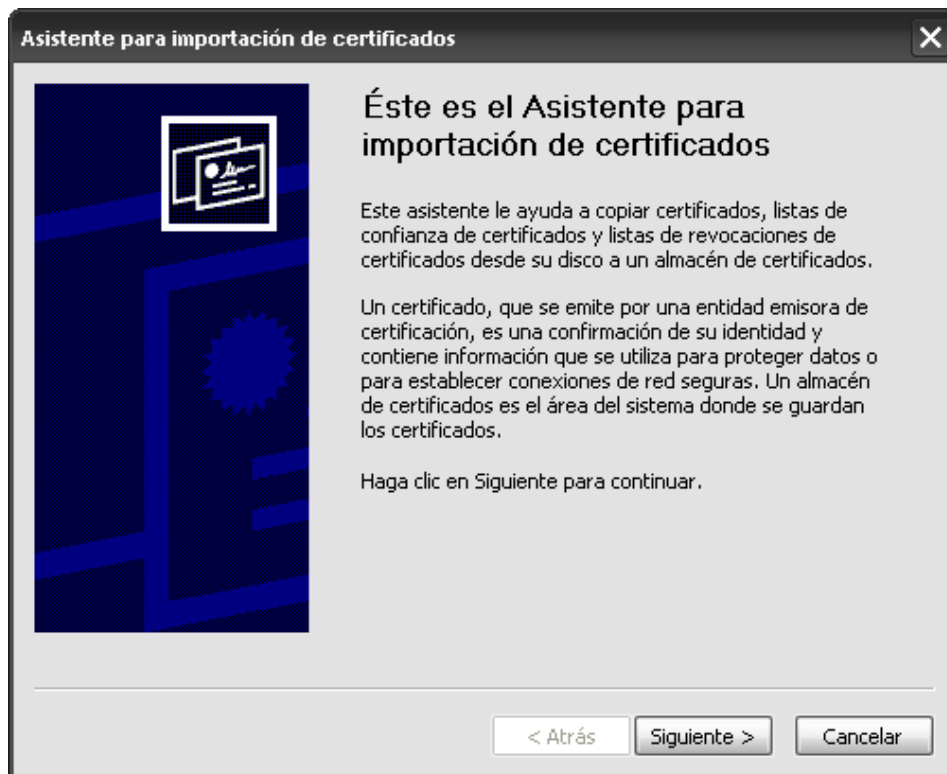 Asistente para importación de certificados
Éste es el Asistente para
importación de certificados
Este asistente le ayuda a copiar certificados, listas de
confianza de certificados y listas de revocaciones de
certificados desde su disco a un almacén de certificados.
Un certificado, que se emite por una entidad emisora de
certificación, es una confirmación de su identidad y
contiene información que se utiliza para proteger datos o
para establecer conexiones de red seguras. Un almacén
de certificados es el área del sistema donde se guardan
los certificados.
Haga clic en Siguiente para continuar.
< Atrás Siguiente > Cancelar